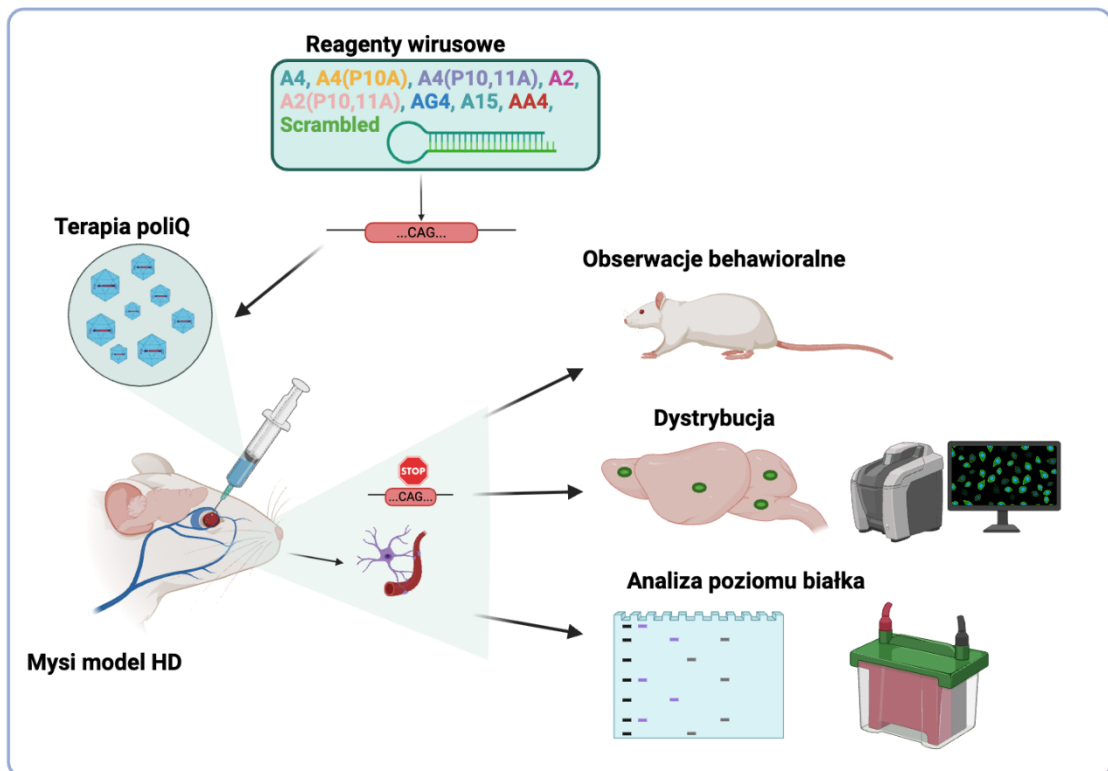 Reagenty wirusowe
A4, A4(P10A), A4(P10,11A), A2,
A2(P10,11A), AG4, A15, AA4,
Scrambled
...CAG...
Terapia poliQ
Obserwacje behawioralne
Dystrybucja
STOP
...CAG...
Analiza poziomu białka
Mysi model HD